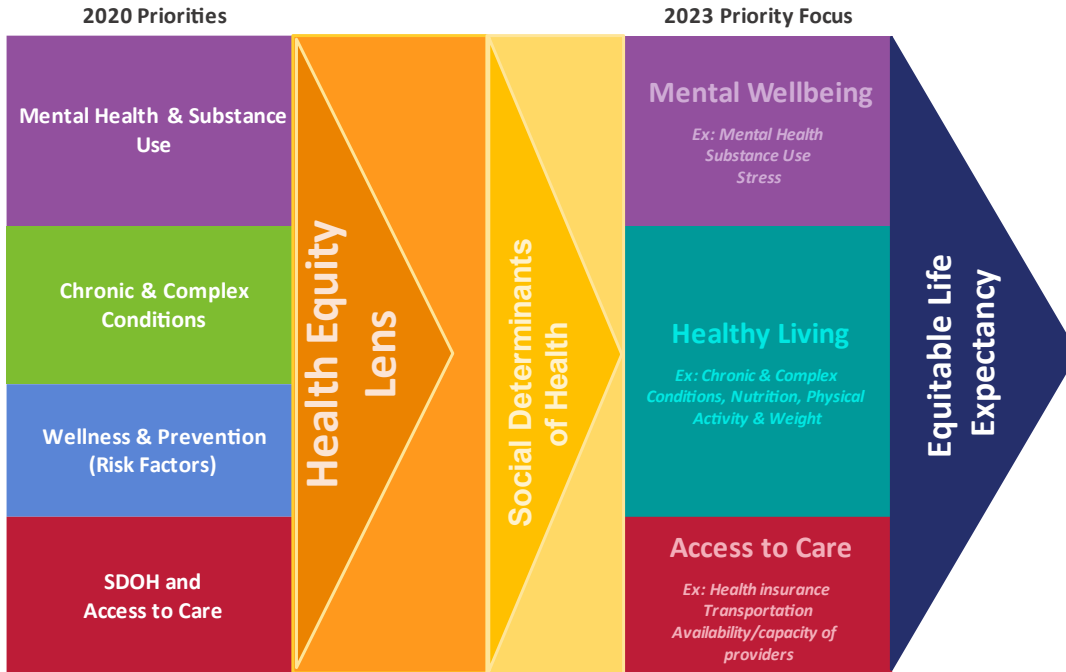 2020 Priorities
2023 Priority Focus
Mental Health & Substance
Use
Chronic & Complex
Conditions
Wellness & Prevention
(Risk Factors)
SDOH and
Access to Care
Health Equity
Lens
Social Determinants
of Health
Mental Wellbeing
Ex: Mental Health
Substance Use
Stress
Healthy Living
Ex: Chronic & Complex
Conditions, Nutrition, Physical
Activity & Weight
Access to Care
Ex: Health insurance
Transportation
Availability/capacity of
providers
Equitable Life
Expectancy